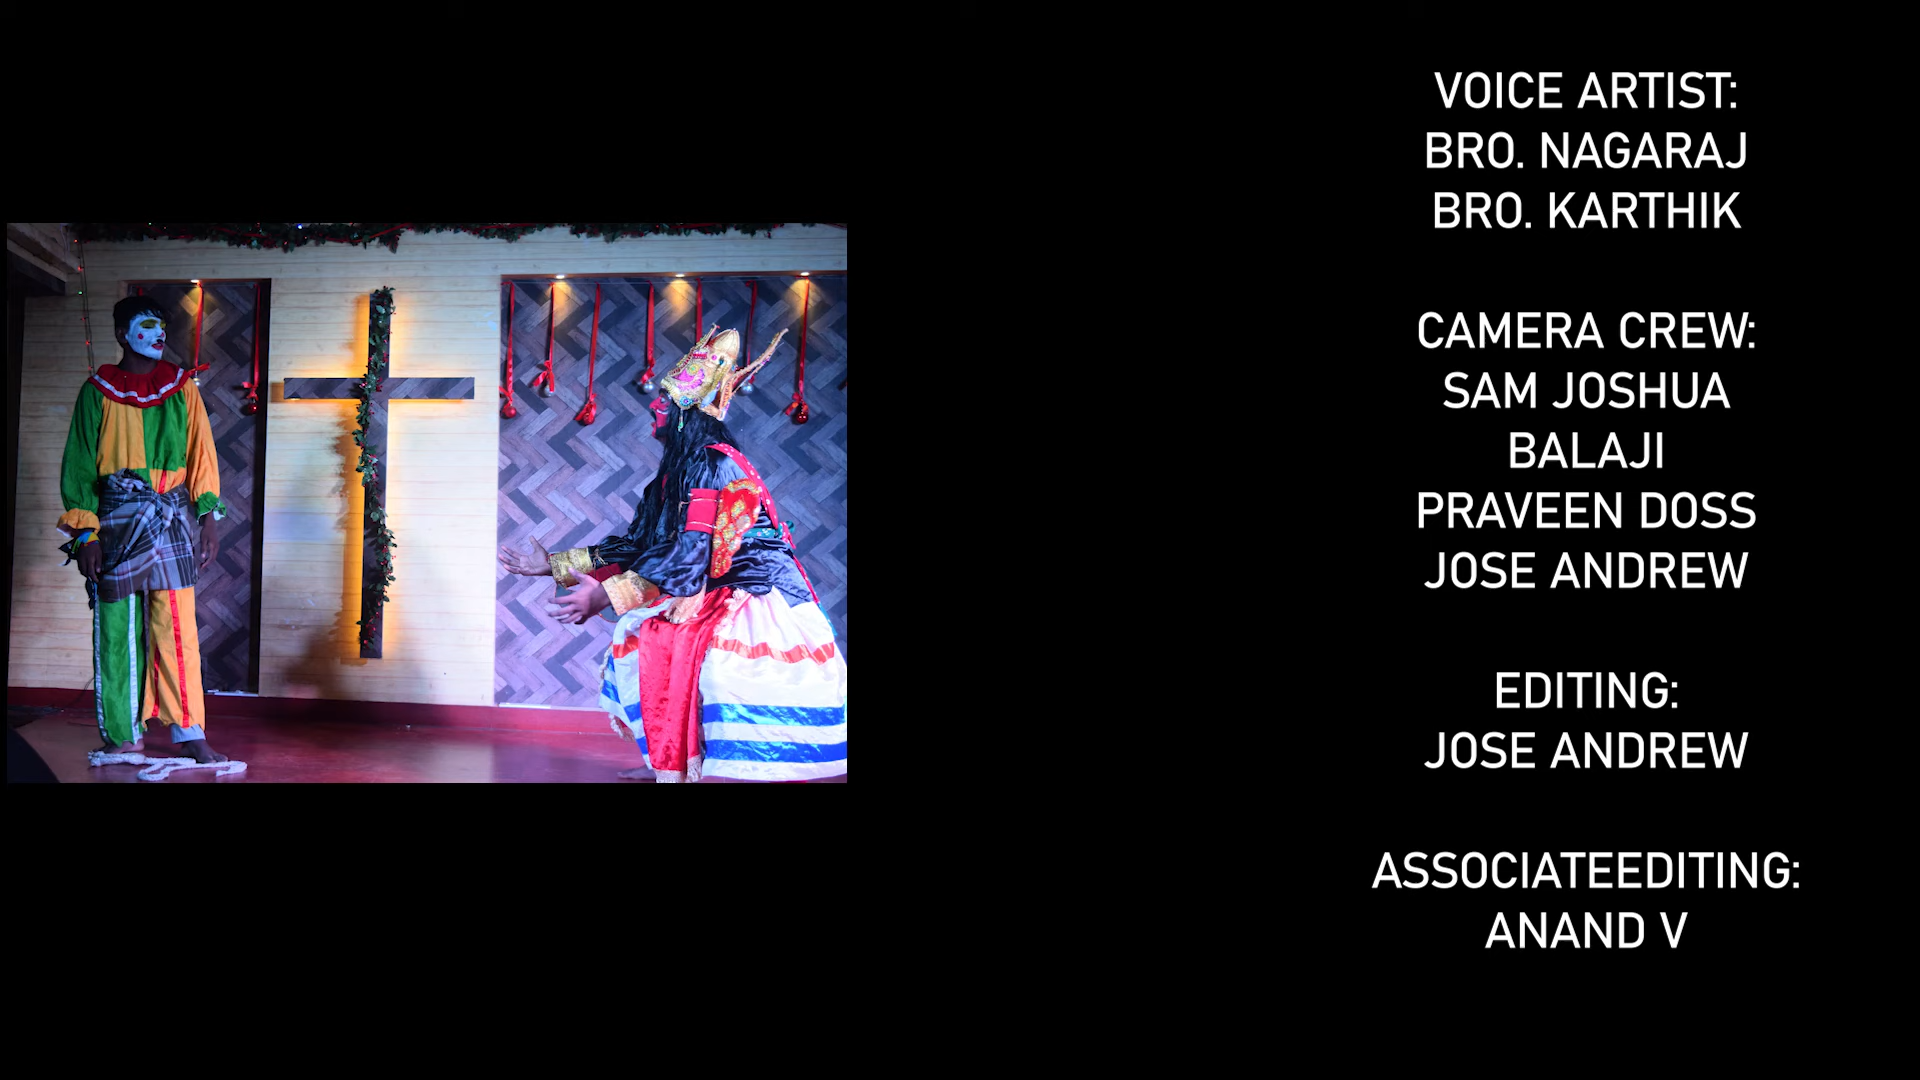 VOICE ARTIST:
BRO. NAGARAJ
BRO. KARTHIK
CAMERA CREW:
SAM JOSHUA
BALAJI
PRAVEEN DOSS
JOSE ANDREW
EDITING:
JOSE ANDREW
ASSOCIATEEDITING:
ANAND V